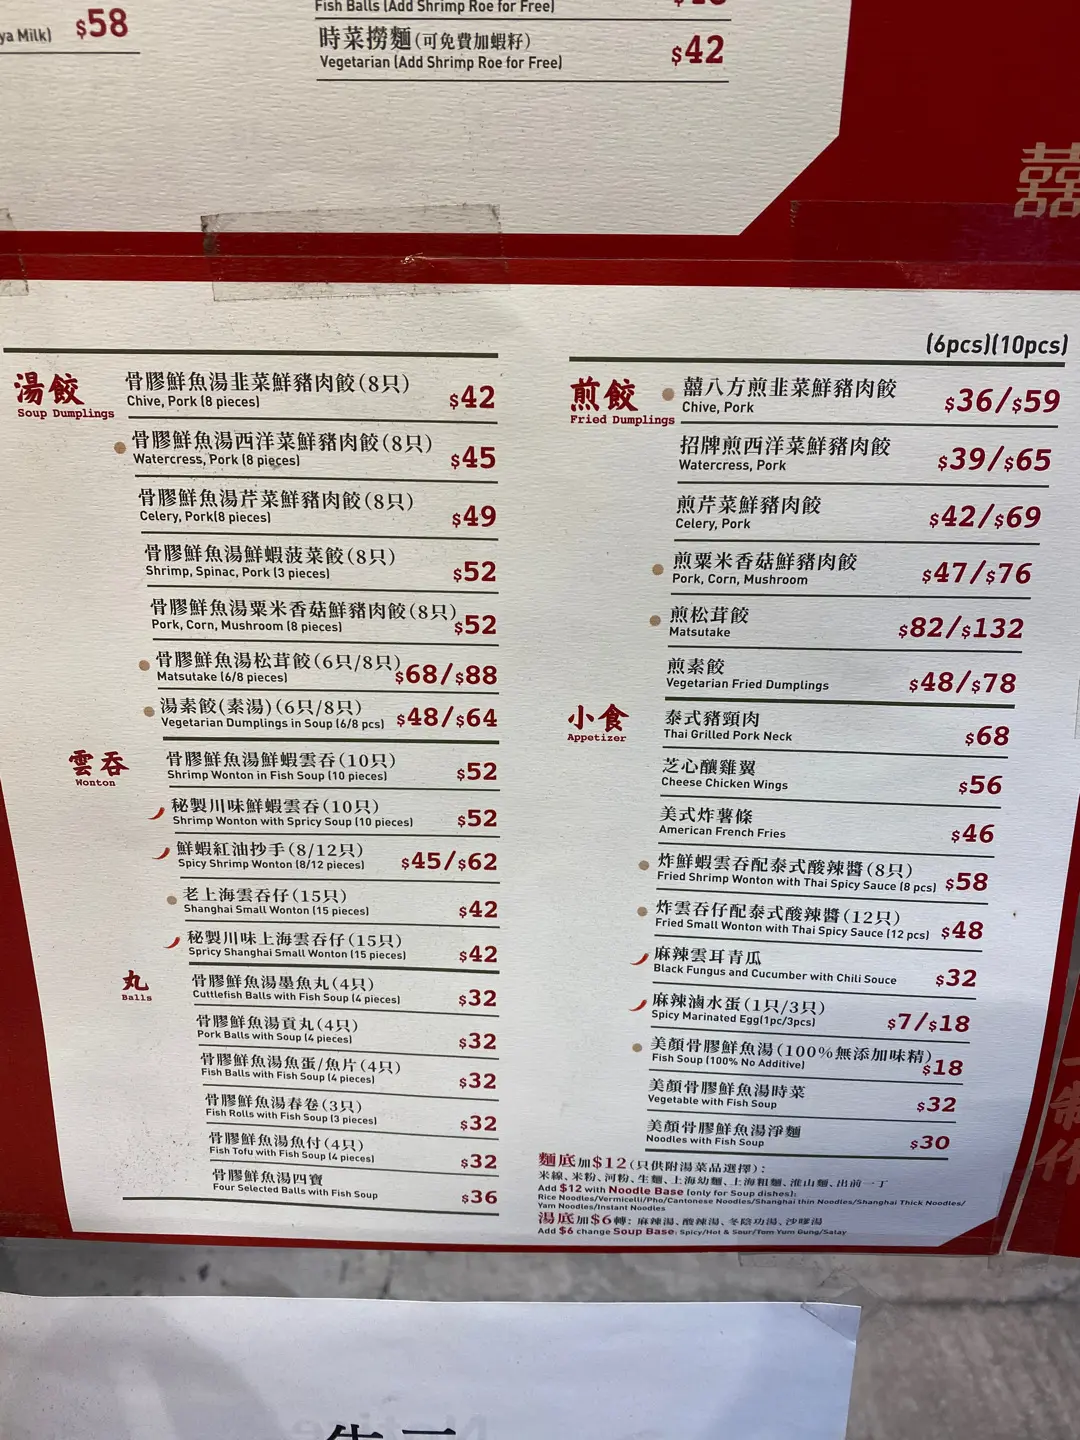 ya Milk) $58
Fish Balls (Add Shrimp Roe for Free)
時菜撈麵(可免費加蝦籽)
Vegetarian (Add Shrimp Roe for Free) $42
囍
湯餃
Soup Dumplings
骨膠鮮魚湯韭菜鮮豬肉餃(8只)
Chive, Pork (8 pieces) $42
骨膠鮮魚湯西洋菜鮮豬肉餃(8只)
Watercress, Pork (8 pieces) $45
骨膠鮮魚湯芹菜鮮豬肉餃(8只)
Celery, Pork(8 pieces) $49
骨膠鮮魚湯鮮蝦菠菜餃(8只)
Shrimp, Spinac, Pork (3 pieces) $52
骨膠鮮魚湯粟米香菇鮮豬肉餃(8只)
Pork, Corn, Mushroom (8 pieces) $52
骨膠鮮魚湯松茸餃(6只/8只)
Matsutake (6/8 pieces) $68/$88
湯素餃(素湯)(6只/8只)
Vegetarian Dumplings in Soup (6/8 pcs) $48/$64
雲吞
Wonton
骨膠鮮魚湯鮮蝦雲吞(10只)
Shrimp Wonton in Fish Soup (10 pieces) $52
秘製川味鮮蝦雲吞(10只)
Shrimp Wonton with Spricy Soup (10 pieces) $52
鮮蝦紅油抄手(8/12只)
Spicy Shrimp Wonton (8/12 pieces) $45/$62
老上海雲吞仔(15只)
Shanghai Small Wonton (15 pieces) $42
秘製川味上海雲吞仔(15只)
Spricy Shanghai Small Wonton (15 pieces) $42
丸
Balls
骨膠鮮魚湯墨魚丸(4只)
Cuttlefish Balls with Fish Soup (4 pieces) $32
骨膠鮮魚湯貢丸(4只)
Pork Balls with Soup (4 pieces) $32
骨膠鮮魚湯魚蛋/魚片(4只)
Fish Balls with Fish Soup (4 pieces) $32
骨膠鮮魚湯春卷(3只)
Fish Rolls with Fish Soup (3 pieces) $32
骨膠鮮魚湯魚付(4只)
Fish Tofu with Fish Soup (4 pieces) $32
骨膠鮮魚湯四寶
Four Selected Balls with Fish Soup $36
(6pcs)(10pcs)
煎餃
Fried Dumplings
囍八方煎韭菜鮮豬肉餃
Chive, Pork $36/$59
招牌煎西洋菜鮮豬肉餃
Watercress, Pork $39/$65
煎芹菜鮮豬肉餃
Celery, Pork $42/$69
煎粟米香菇鮮豬肉餃
Pork, Corn, Mushroom $47/$76
煎松茸餃
Matsutake $82/$132
煎素餃
Vegetarian Fried Dumplings $48/$78
小食
Appetizer
泰式豬頸肉
Thai Grilled Pork Neck $68
芝心釀雞翼
Cheese Chicken Wings $56
美式炸薯條
American French Fries $46
炸鮮蝦雲吞配泰式酸辣醬(8只)
Fried Shrimp Wonton with Thai Spicy Sauce (8 pcs) $58
炸雲吞仔配泰式酸辣醬(12只)
Fried Small Wonton with Thai Spicy Sauce (12 pcs) $48
麻辣雲耳青瓜
Black Fungus and Cucumber with Chili Souce $32
麻辣滷水蛋(1只/3只)
Spicy Marinated Egg(1pc/3pcs) $7/$18
美顏骨膠鮮魚湯(100%無添加味精)
Fish Soup (100% No Additive) $18
美顏骨膠鮮魚湯時菜
Vegetable with Fish Soup $32
美顏骨膠鮮魚湯淨麵
Noodles with Fish Soup $30
麵底加$12(只供附湯菜品選擇):
米線、米粉、河粉、生麵、上海幼麵、上海粗麵、淮山麵、出前一丁
Add $12 with Noodle Base (only for Soup dishes):
Rice Noodles/Vermicelli/Pho/Cantonese Noodles/Shanghai thin Noodles/Shanghai Thick Noodles/
Yam Noodles/Instant Noodles
湯底加$6轉: 麻辣湯、酸辣湯、冬陰功湯、沙嗲湯
Add $6 change Soup Base: Spicy/Hot & Sour/Tom Yum Gung/Satay
製
作